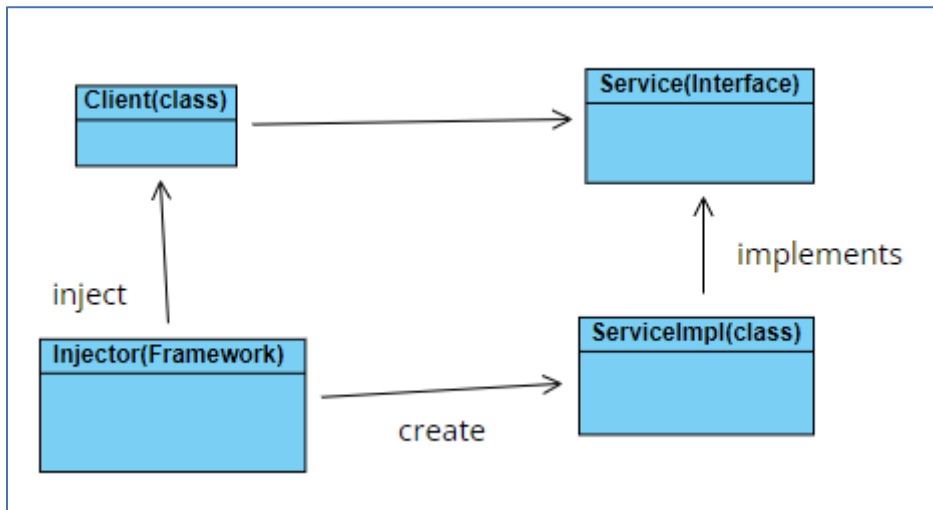 Client(class)
Service(Interface)
inject
implements
Injector(Framework)
ServiceImpl(class)
create